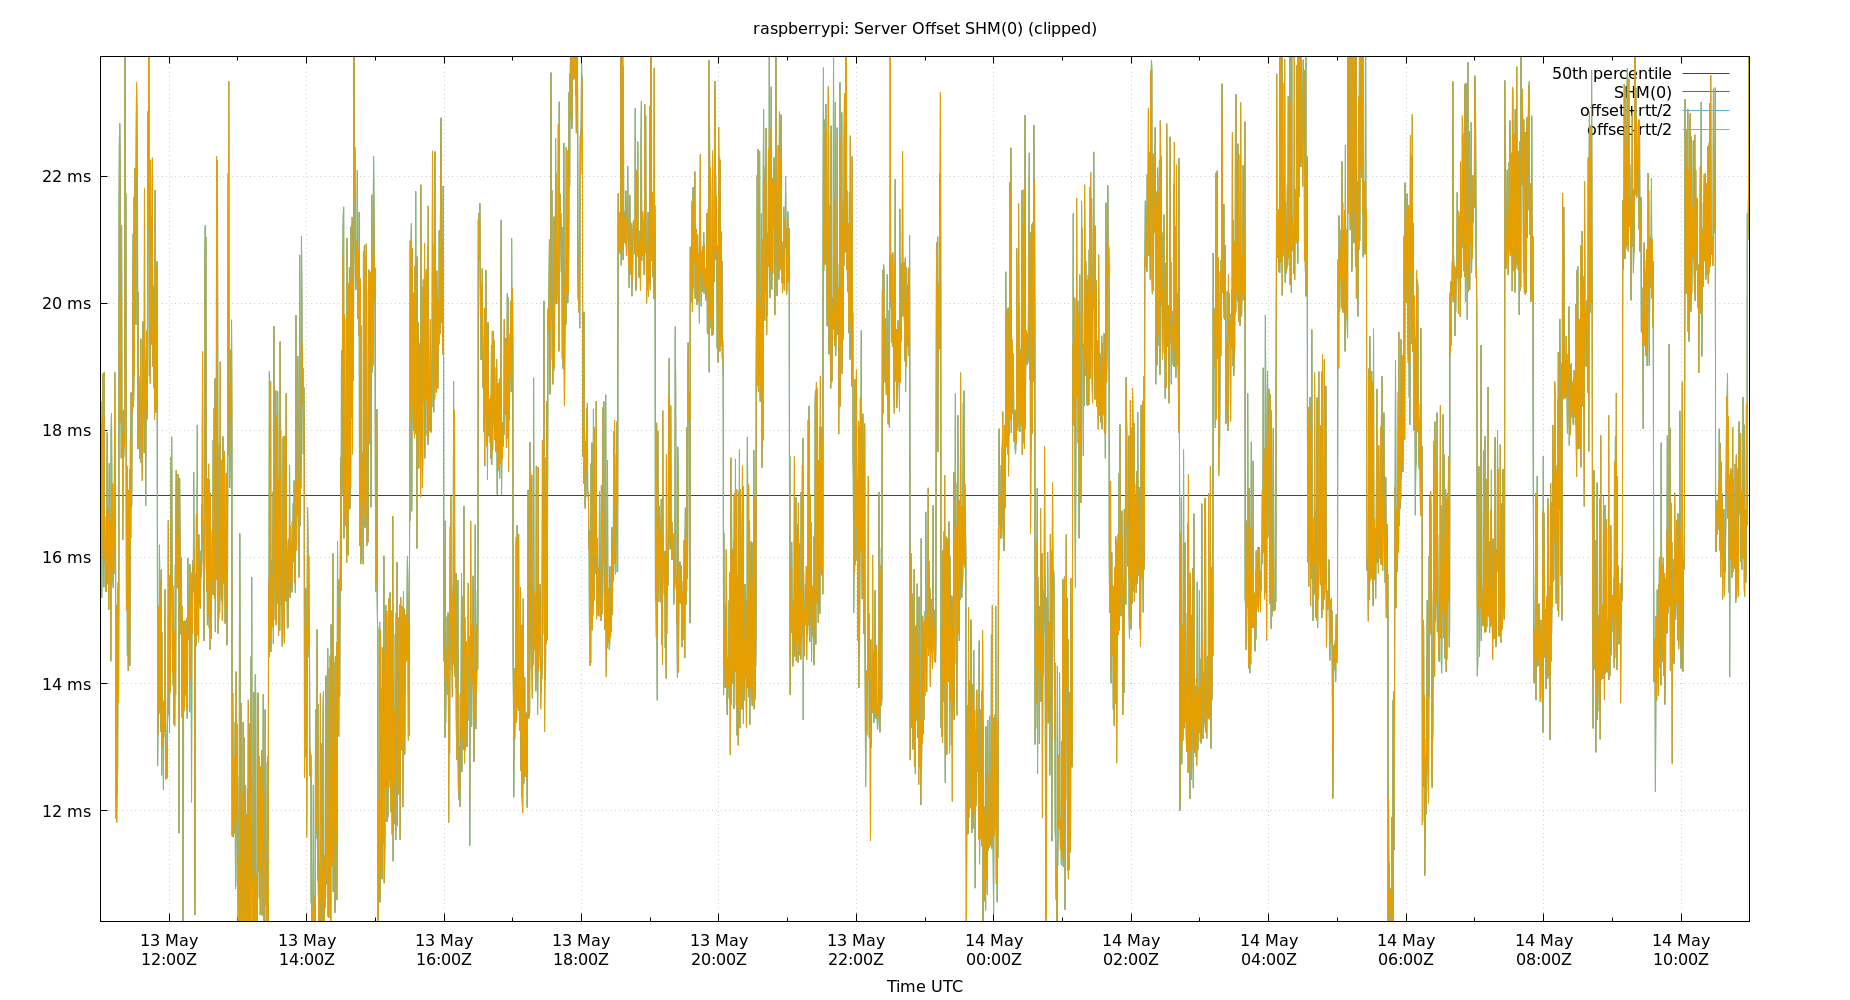 raspberrypi: Server Offset SHM(0) (clipped)
50th percentile
SHM(0)
offset+rtt/2
offset-rtt/2
22 ms
20 ms
18 ms
16 ms
14 ms
12 ms
13 May 13 May 13 May 13 May 13 May 13 May 14 May 14 May 14 May 14 May 14 May 14 May
12:00Z 14:00Z 16:00Z 18:00Z 20:00Z 22:00Z 00:00Z 02:00Z 04:00Z 06:00Z 08:00Z 10:00Z
Time UTC